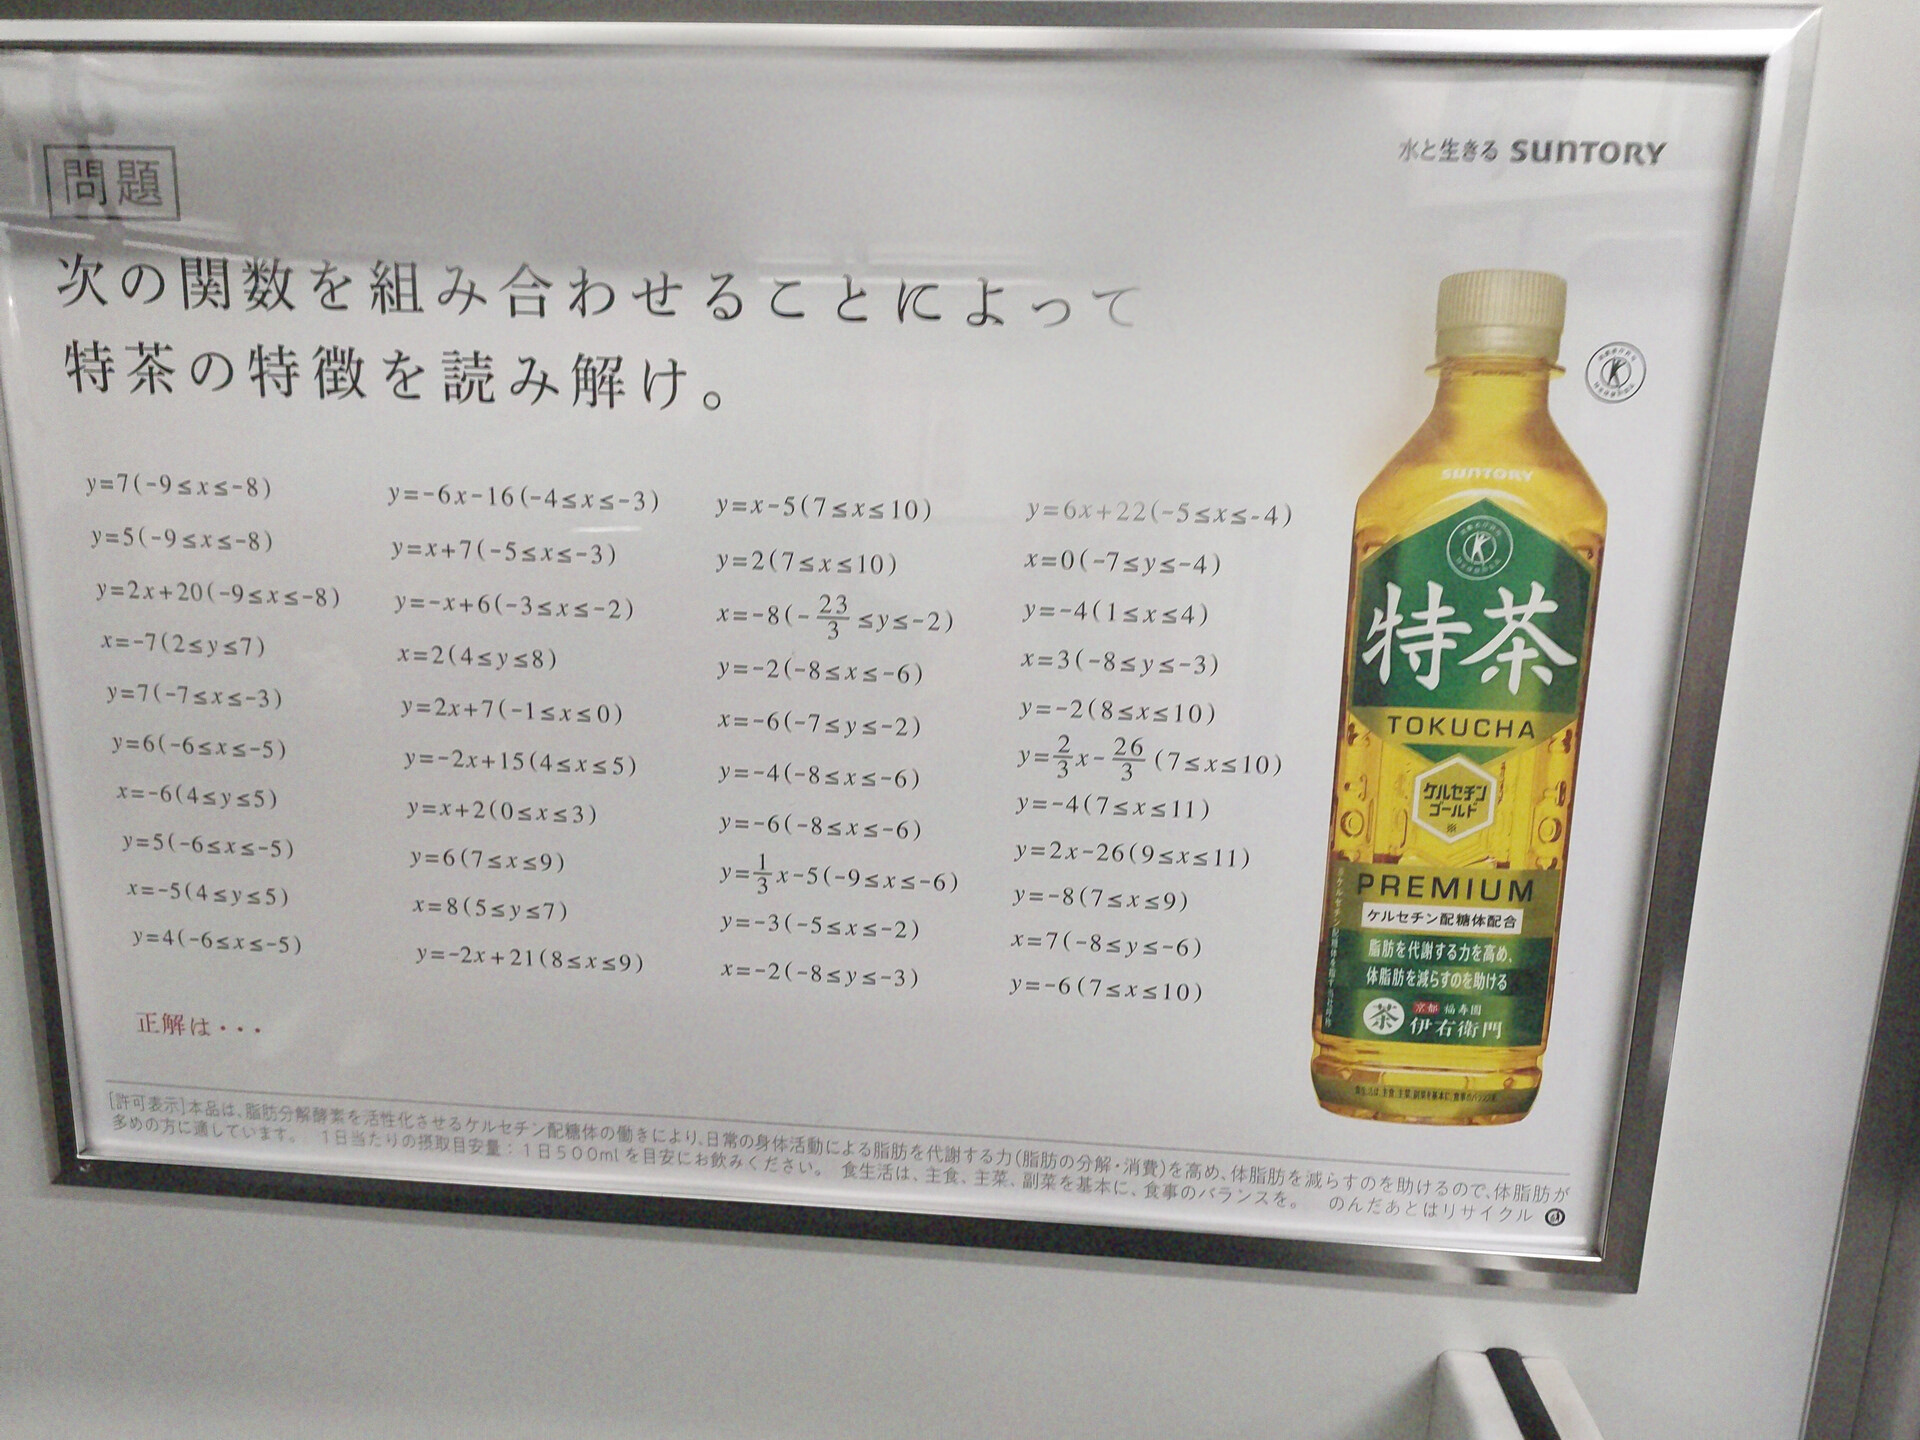 水と生きる SUNTORY
問題
次の関数を組み合わせることによって
特茶の特徴を読み解け。
y=7(-9≤x≤-8)
y=5(-9≤x≤-8)
y=2x+20(-9≤x≤-8)
x=-7(2≤y≤7)
y=7(-7≤x≤-3)
y=6(-6≤x≤-5)
x=-6(4≤y≤5)
y=5(-6≤x≤-5)
x=-5(4≤y≤5)
y=4(-6≤x≤-5)
y=-6x-16(-4≤x≤-3)
y=x+7(-5≤x≤-3)
y=-x+6(-3≤x≤-2)
x=2(4≤y≤8)
y=2x+7(-1≤x≤0)
y=-2x+15(4≤x≤5)
y=x+2(0≤x≤3)
y=6(7≤x≤9)
x=8(5≤y≤7)
y=-2x+21(8≤x≤9)
y=x-5(7≤x≤10)
y=2(7≤x≤10)
x=-8(-23/3≤y≤-2)
y=-2(-8≤x≤-6)
x=-6(-7≤y≤-2)
y=-4(-8≤x≤-6)
y=-6(-8≤x≤-6)
y=1/3x-5(-9≤x≤-6)
y=-3(-5≤x≤-2)
x=-2(-8≤y≤-3)
y=6x+22(-5≤x≤-4)
x=0(-7≤y≤-4)
y=-4(1≤x≤4)
x=3(-8≤y≤-3)
y=-2(8≤x≤10)
y=2/3x-26/3(7≤x≤10)
y=-4(7≤x≤11)
y=2x-26(9≤x≤11)
y=-8(7≤x≤9)
x=7(-8≤y≤-6)
y=-6(7≤x≤10)
正解は・・・
SUNTORY
特茶
TOKUCHA
ケルセチン
ゴールド
※
PREMIUM
ケルセチン配糖体配合
脂肪を代謝する力を高め、
体脂肪を減らすのを助ける
茶 京都 福寿園
伊右衛門
[許可表示]本品は、脂肪分解酵素を活性化させるケルセチン配糖体の働きにより、日常の身体活動による脂肪を代謝する力(脂肪の分解・消費)を高め、体脂肪を減らすのを助けるので、体脂肪が
多めの方に適しています。 1日当たりの摂取目安量：1日500mlを目安にお飲みください。 食生活は、主食、主菜、副菜を基本に、食事のバランスを。 のんだあとはリサイクル